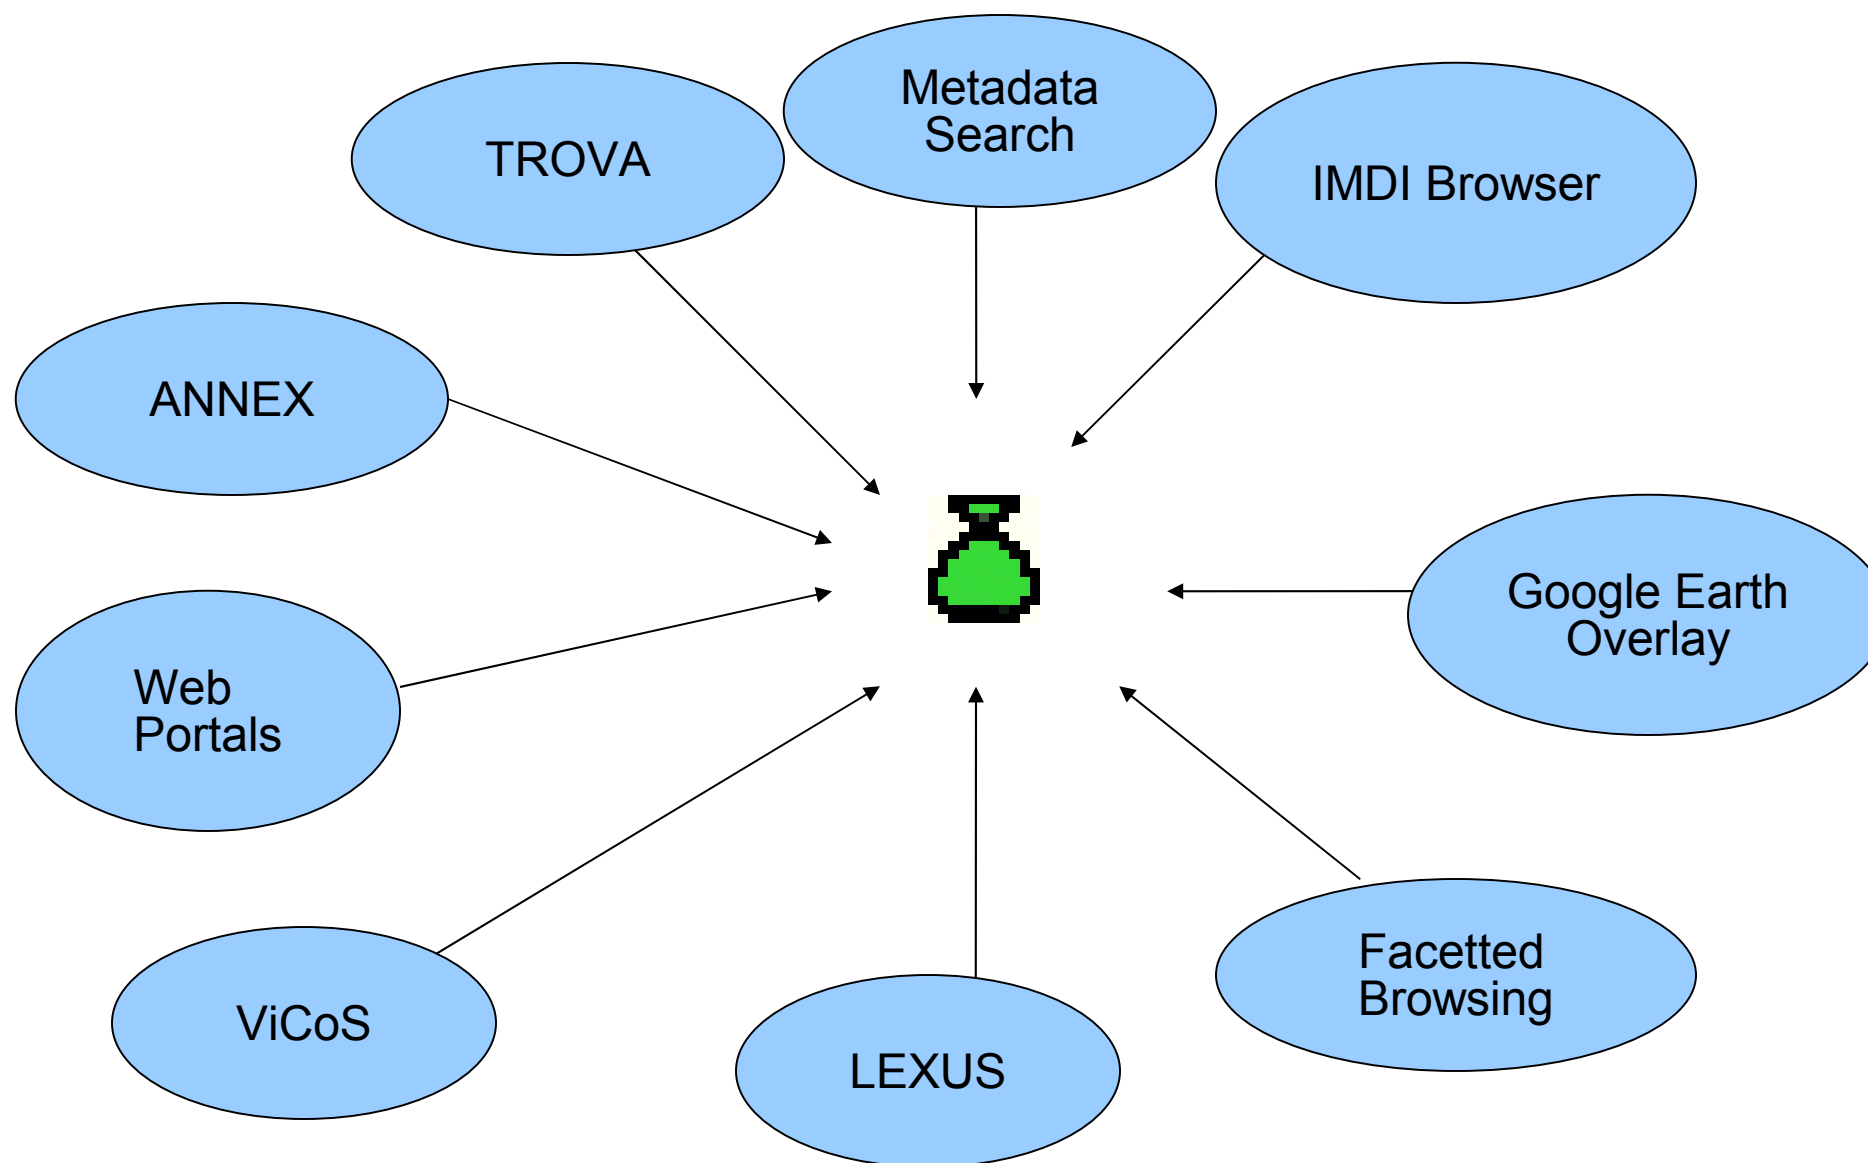 Metadata
Search
TROVA
IMDI Browser
ANNEX
Google Earth
Overlay
Web
Portals
Facetted
Browsing
ViCoS
LEXUS